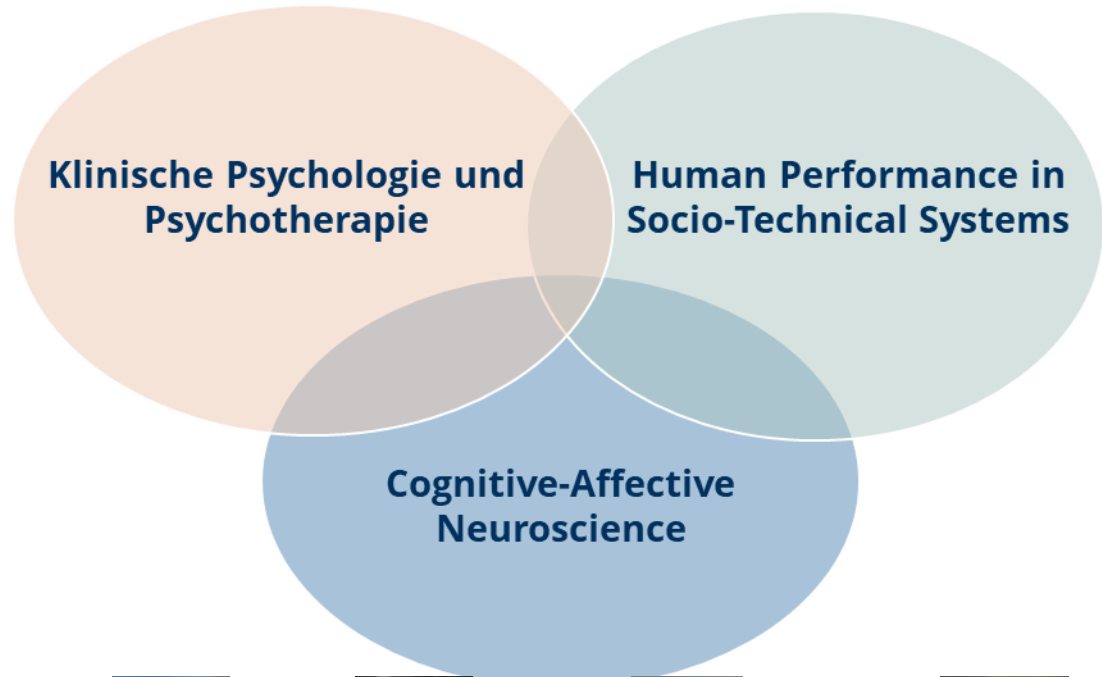 Klinische Psychologie und
Psychotherapie
Human Performance in
Socio-Technical Systems
Cognitive-Affective
Neuroscience